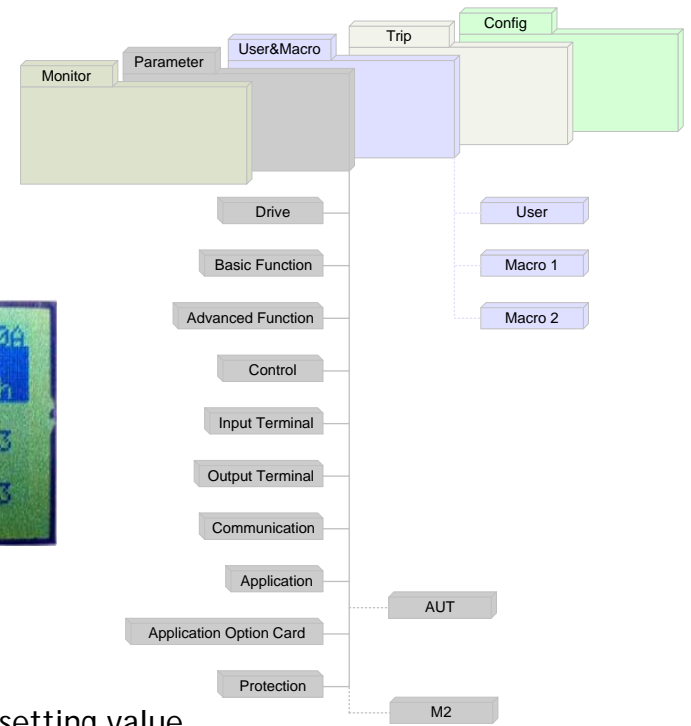 Config
Trip
User&Macro
Parameter
Monitor
Drive
User
Basic Function
Macro 1
Advanced Function
Macro 2
Control
Input Terminal
Output Terminal
Communication
Application
AUT
Application Option Card
Protection
M2
setting value